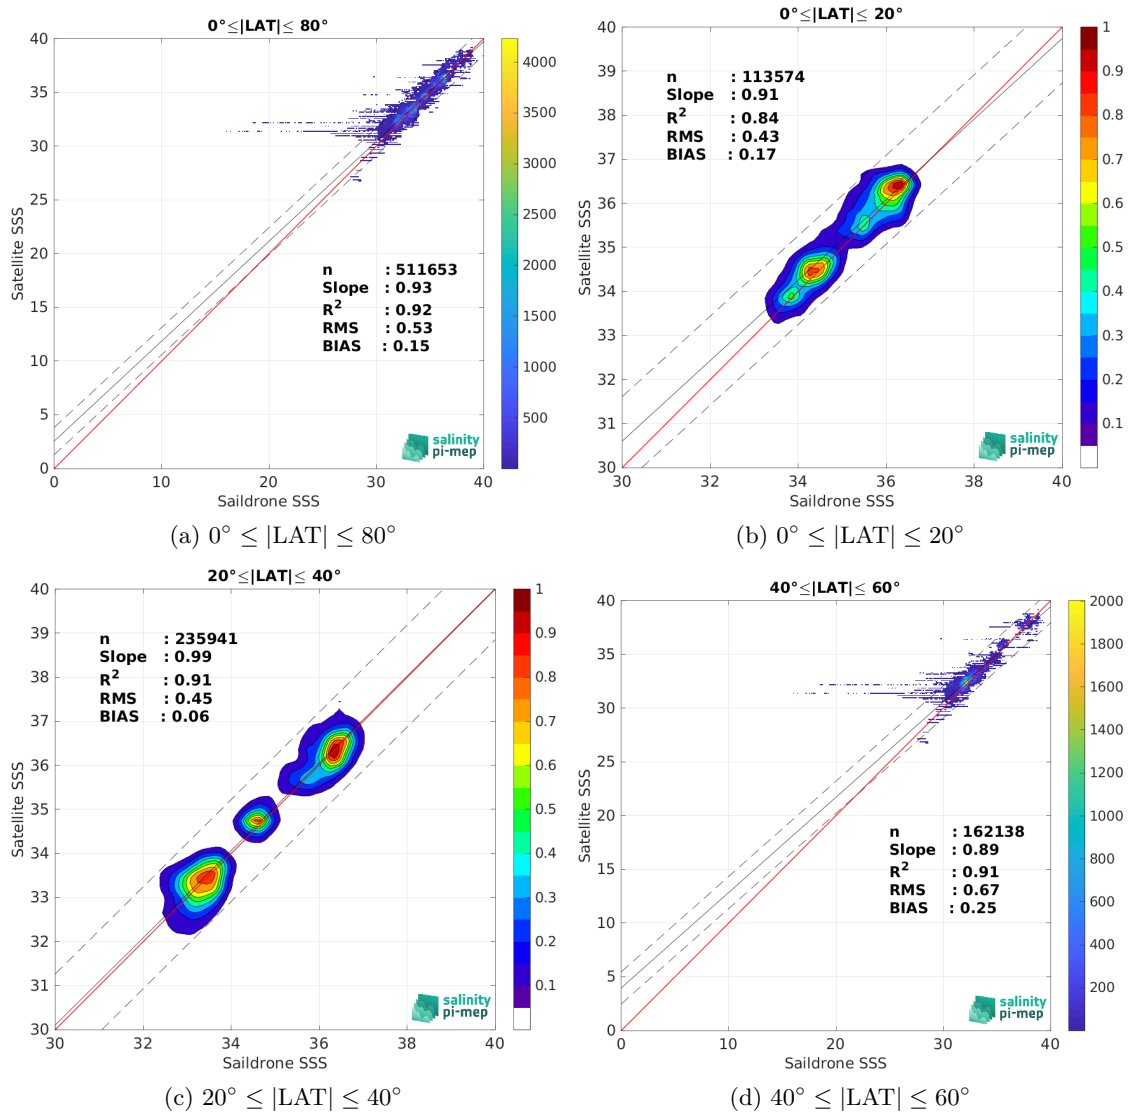 0°≤|LAT|≤ 80°
40
35
30
25
20
15
10
5
0
0
10
20
30
40
Satellite SSS
Saildrone SSS
n : 511653
Slope : 0.93
R² : 0.92
RMS : 0.53
BIAS : 0.15
salinity
pi-mep
4000
3500
3000
2500
2000
1500
1000
500
(a) 0° ≤ |LAT| ≤ 80°
0°≤|LAT|≤ 20°
40
39
38
37
36
35
34
33
32
31
30
30
32
34
36
38
40
Satellite SSS
Saildrone SSS
n : 113574
Slope : 0.91
R² : 0.84
RMS : 0.43
BIAS : 0.17
salinity
pi-mep
1
0.9
0.8
0.7
0.6
0.5
0.4
0.3
0.2
0.1
(b) 0° ≤ |LAT| ≤ 20°
20°≤|LAT|≤ 40°
40
39
38
37
36
35
34
33
32
31
30
30
32
34
36
38
40
Satellite SSS
Saildrone SSS
n : 235941
Slope : 0.99
R² : 0.91
RMS : 0.45
BIAS : 0.06
salinity
pi-mep
1
0.9
0.8
0.7
0.6
0.5
0.4
0.3
0.2
0.1
(c) 20° ≤ |LAT| ≤ 40°
40°≤|LAT|≤ 60°
40
35
30
25
20
15
10
5
0
0
10
20
30
40
Satellite SSS
Saildrone SSS
n : 162138
Slope : 0.89
R² : 0.91
RMS : 0.67
BIAS : 0.25
salinity
pi-mep
2000
1800
1600
1400
1200
1000
800
600
400
200
(d) 40° ≤ |LAT| ≤ 60°